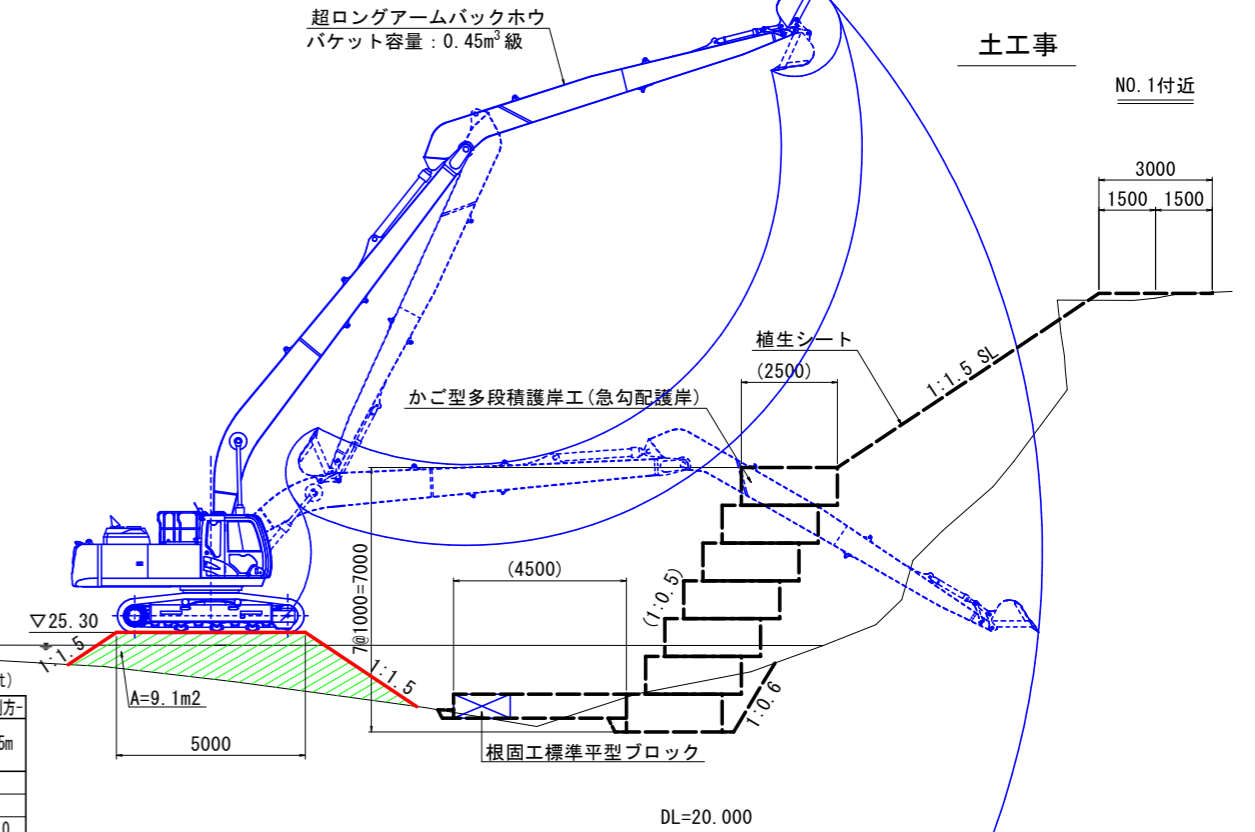 超ロングアームバックホウ
バケット容量：0.45m³級
土工事
NO.1付近
3000
1500 1500
植生シート
(2500)
1:1.5 SL
かご型多段積護岸工(急勾配護岸)
(4500)
7@1000=7000
(1:0.5)
▽25.30
1:1.5
1:1.5
t)
A=9.1m2
5m
5000
1:0.6
根固工標準平型ブロック
DL=20.000
0